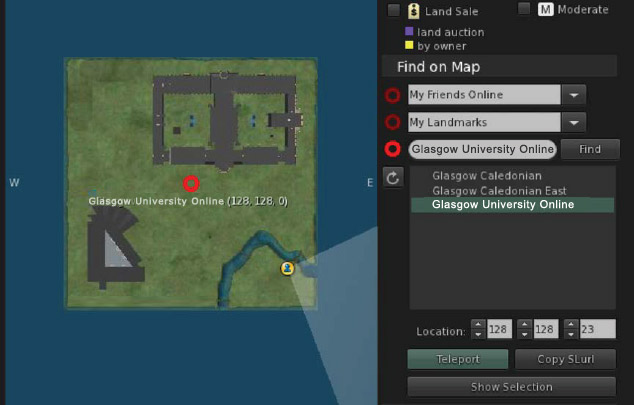 Land Sale
M Moderate
land auction
by owner
Find on Map
My Friends Online
My Landmarks
Glasgow University Online Find
W
E
Glasgow University Online (128, 128, 0)
Glasgow Caledonian
Glasgow Caledonian East
Glasgow University Online
Location: 128 128 23
Teleport Copy SLurl
Show Selection